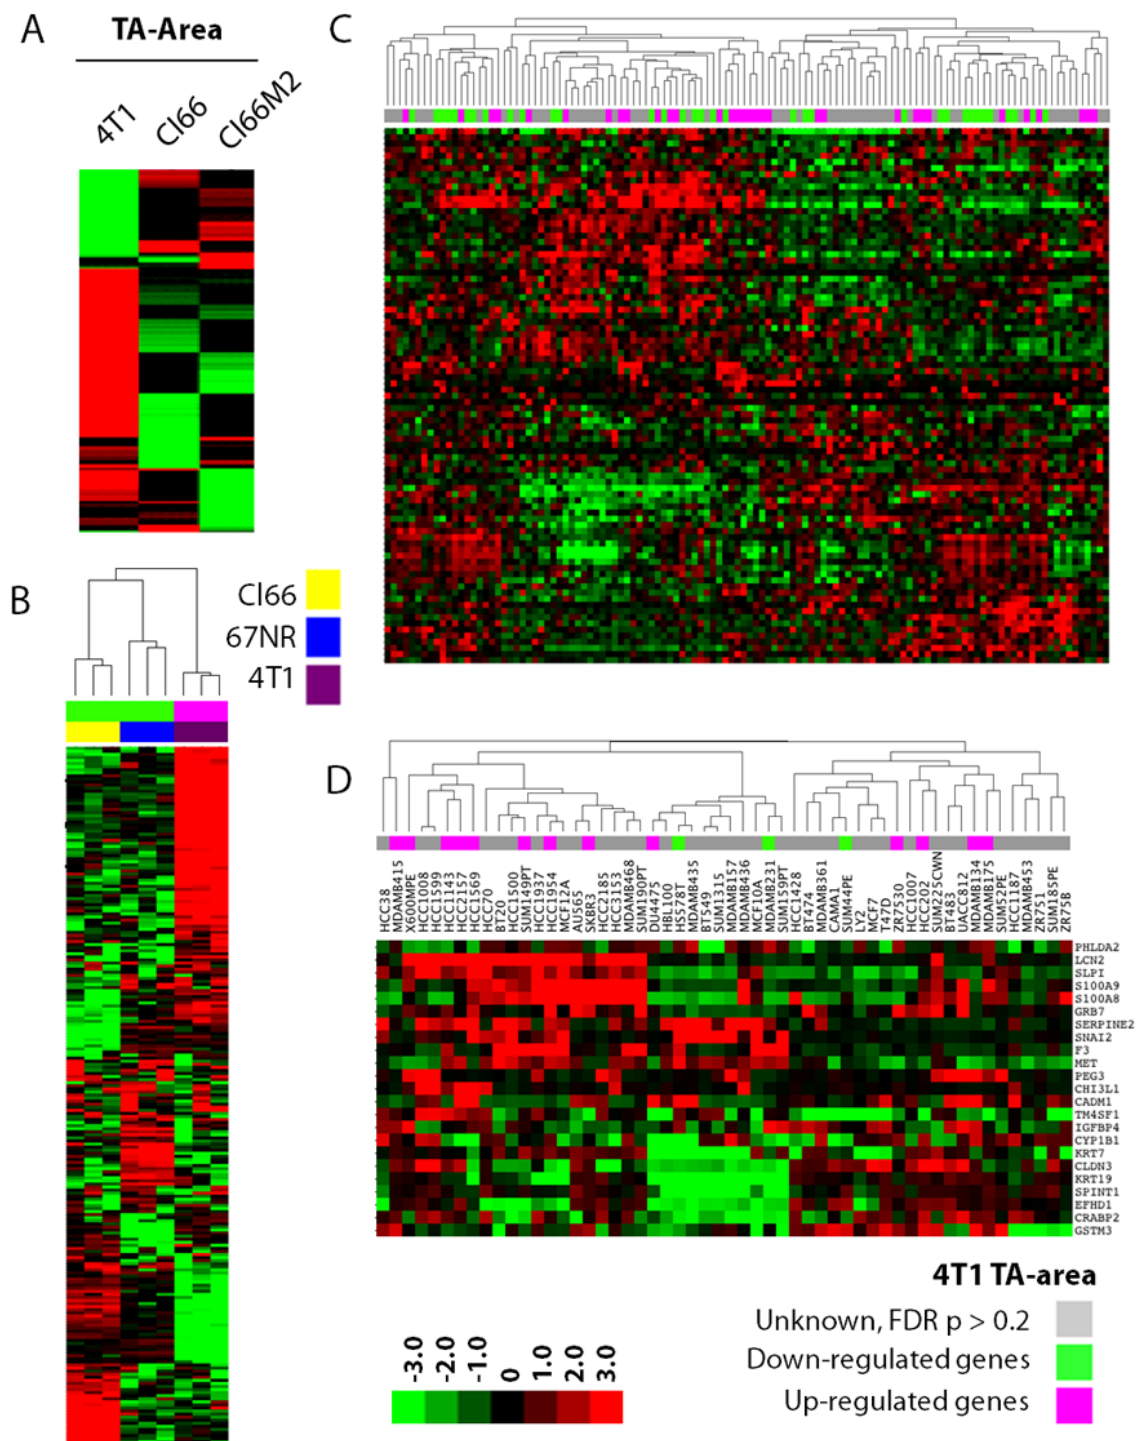 A
TA-Area
4T1
Cl66
Cl66M2
C
B
Cl66
67NR
4T1
D
HCC38
MDAMB415
X600MPE
HCC1008
HCC1599
HCC1143
HCC2157
HCC1569
HCC70
BT20
HCC1500
SUM149PT
HCC1937
HCC1954
MCF12A
AU565
SKBR3
HCC2185
HCC3153
MDAMB468
SUM190PT
DU4475
HBL100
HS578T
MDAMB435
BT549
SUM1315
MDAMB157
MDAMB436
MCF10A
MDAMB231
SUM159PT
HCC1428
BT474
MDAMB361
CAMA1
SUM44PE
LY2
MCF7
T47D
ZR7530
HCC1007
HCC202
SUM225CWN
BT483
UACC812
MDAMB134
MDAMB175
SUM52PE
HCC1187
MDAMB453
ZR751
SUM185PE
ZR75B
PHLDA2
LCN2
SLPI
S100A9
S100A8
GRB7
SERPINE2
SNAI2
F3
MET
PEG3
CHI3L1
CADM1
TM4SF1
IGFBP4
CYP1B1
KRT7
CLDN3
KRT19
SPINT1
EFHD1
CRABP2
GSTM3
4T1 TA-area
Unknown, FDR p > 0.2
Down-regulated genes
Up-regulated genes
-3.0
-2.0
-1.0
0
1.0
2.0
3.0